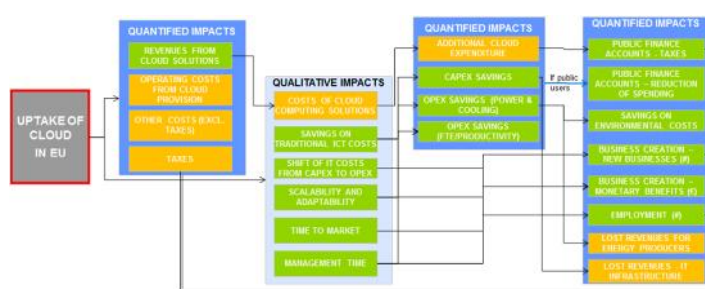 UPTAKE OF
CLOUD
IN EU
QUANTIFIED IMPACTS
REVENUES FROM
CLOUD SOLUTIONS
OPERATING COSTS
FROM CLOUD
PROVISION
OTHER COSTS (EXCL.
TAXES)
TAXES
QUALITATIVE IMPACTS
COSTS OF CLOUD
COMPUTING SOLUTIONS
SAVINGS ON
TRADITIONAL ICT COSTS
SHIFT OF IT COSTS
FROM CAPEX TO OPEX
SCALABILITY AND
ADAPTABILITY
TIME TO MARKET
MANAGEMENT TIME
QUANTIFIED IMPACTS
ADDITIONAL CLOUD
EXPENDITURE
CAPEX SAVINGS
OPEX SAVINGS (POWER &
COOLING)
OPEX SAVINGS
(FTE/PRODUCTIVITY)
If public
users
QUANTIFIED IMPACTS
PUBLIC FINANCE
ACCOUNTS - TAXES
PUBLIC FINANCE
ACCOUNTS – REDUCTION
OF SPENDING
SAVINGS ON
ENVIRONMENTAL COSTS
BUSINESS CREATION –
NEW BUSINESSES (#)
BUSINESS CREATION –
MONETARY BENEFITS (€)
EMPLOYMENT (#)
LOST REVENUES FOR
ENERGY PRODUCERS
LOST REVENUES - IT
INFRASTRUCTURE